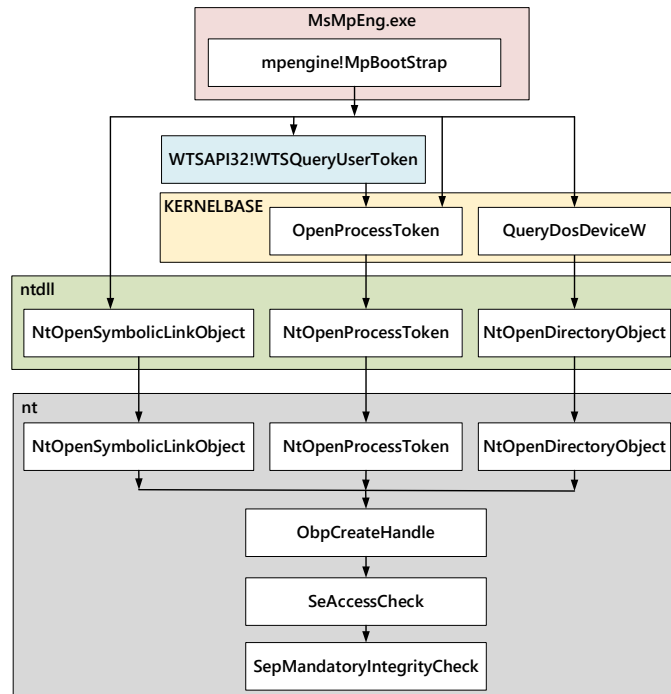 MsMpEng.exe
mpengine!MpBootStrap
WTSAPI32!WTSQueryUserToken
KERNELBASE
OpenProcessToken
QueryDosDeviceW
ntdll
NtOpenSymbolicLinkObject
NtOpenProcessToken
NtOpenDirectoryObject
nt
NtOpenSymbolicLinkObject
NtOpenProcessToken
NtOpenDirectoryObject
ObpCreateHandle
SeAccessCheck
SepMandatoryIntegrityCheck